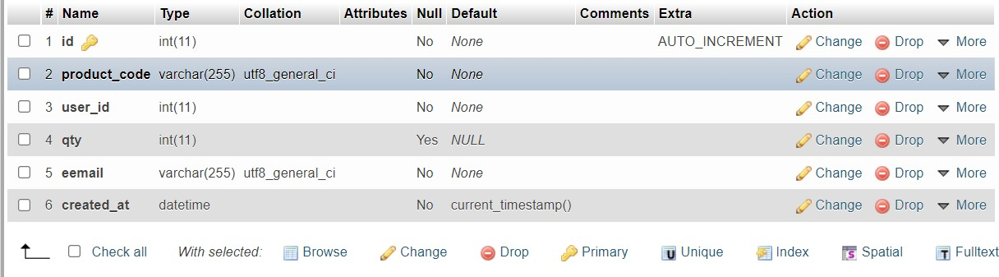 # Name Type Collation Attributes Null Default Comments Extra Action
1 id int(11) No None AUTO_INCREMENT Change Drop More
2 product_code varchar(255) utf8_general_ci No None Change Drop More
3 user_id int(11) No None Change Drop More
4 qty int(11) Yes NULL Change Drop More
5 eemail varchar(255) utf8_general_ci No None Change Drop More
6 created_at datetime No current_timestamp() Change Drop More
Check all With selected: Browse Change Drop Primary U Unique Index S Spatial T Fulltext